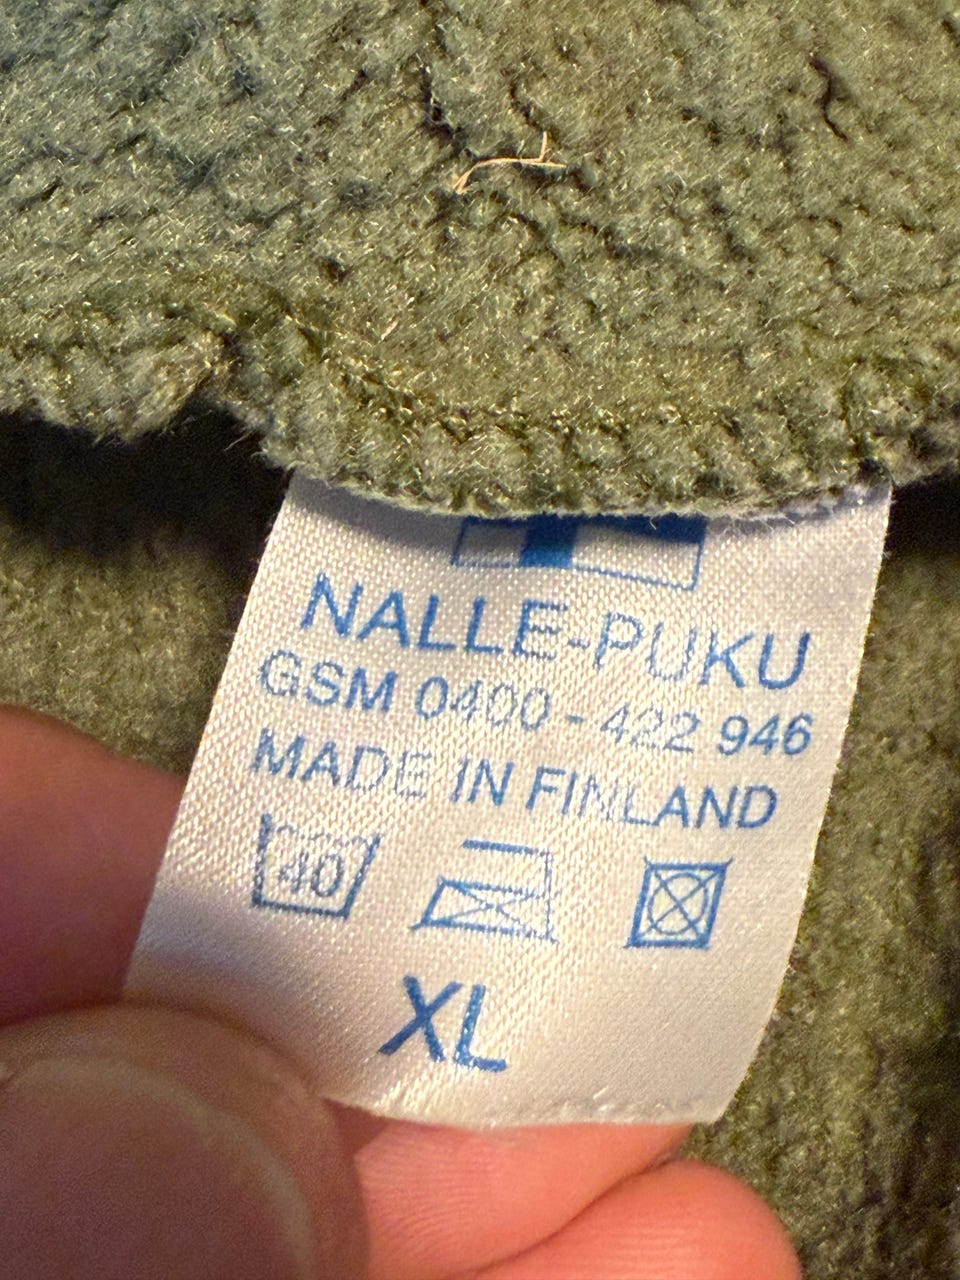 NALLE-PUKU
GSM 0400 - 422 946
MADE IN FINLAND
40
XL